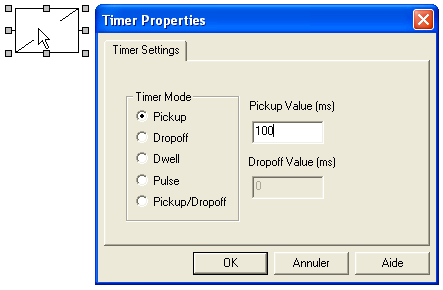 Timer Properties
Timer Settings
Timer Mode
Pickup
Dropoff
Dwell
Pulse
Pickup/Dropoff
Pickup Value (ms)
100
Dropoff Value (ms)
0
OK
Annuler
Aide